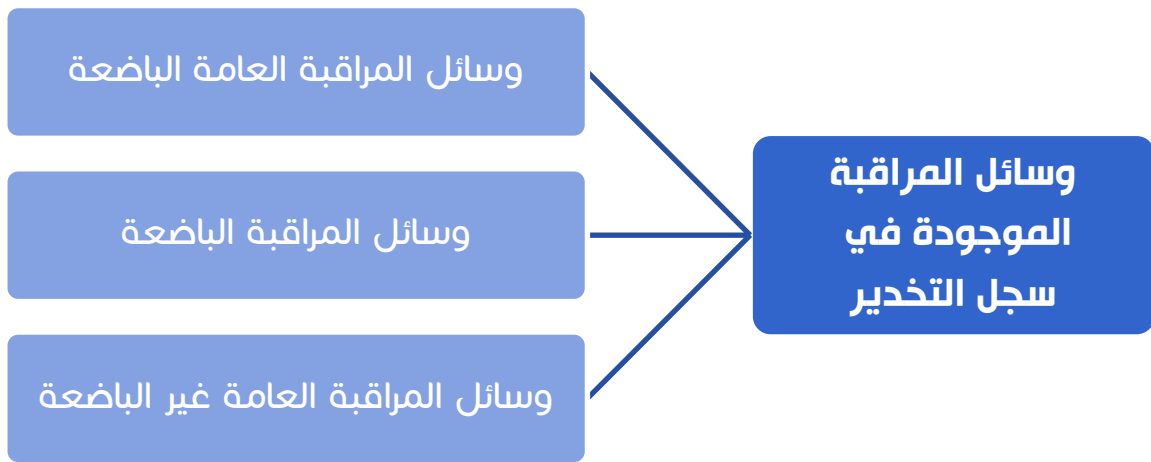 وسائل المراقبة
الموجودة في
سجل التخدير
وسائل المراقبة العامة الباضعة
وسائل المراقبة الباضعة
وسائل المراقبة العامة غير الباضعة